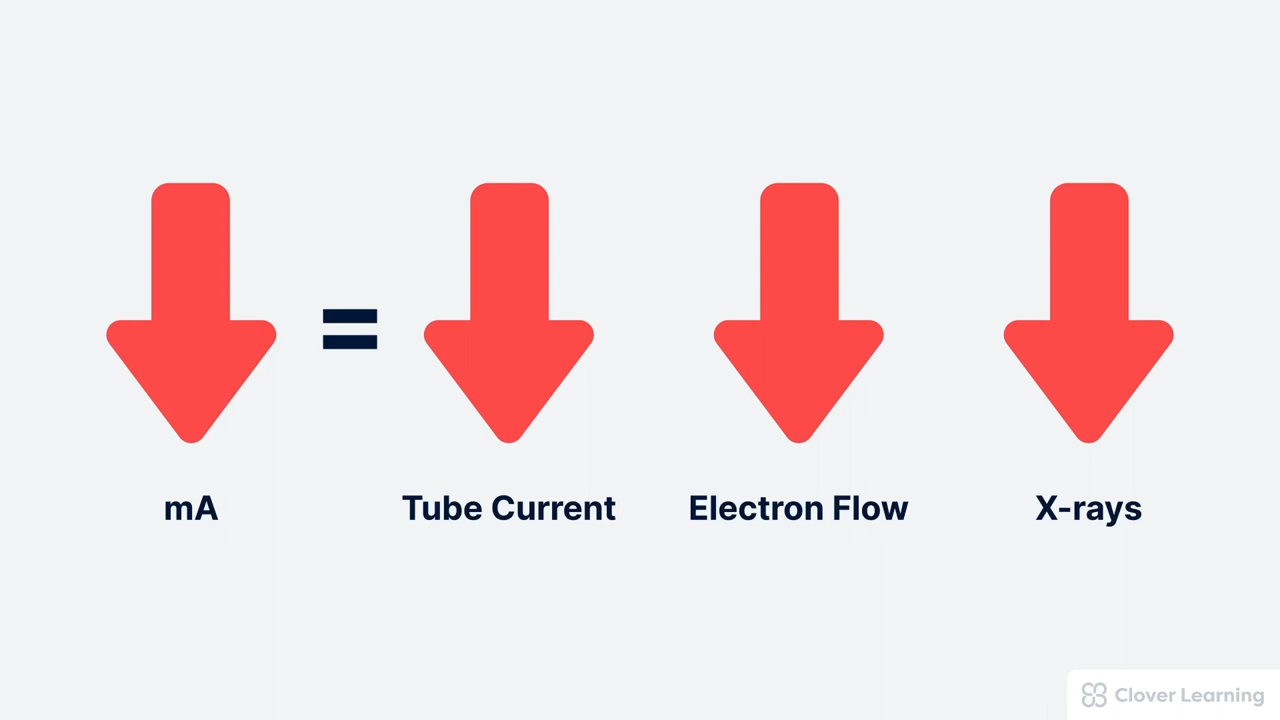 =
mA
Tube Current
Electron Flow
X-rays
Clover Learning